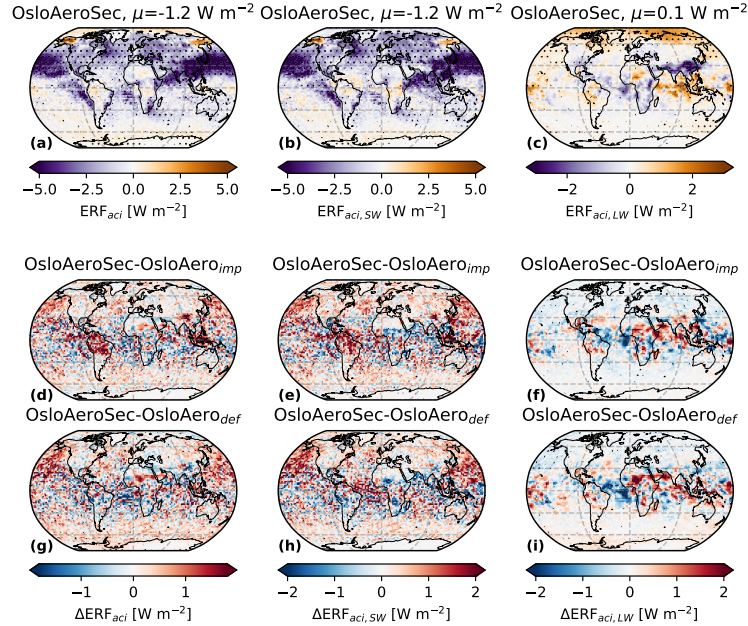 OsloAeroSec, μ=-1.2 W m⁻² OsloAeroSec, μ=-1.2 W m⁻² OsloAeroSec, μ=0.1 W m⁻²
(a) (b) (c)
−5.0 −2.5 0.0 2.5 5.0 −5.0 −2.5 0.0 2.5 5.0 −2 0 2
ERF_aci [W m⁻²] ERF_aci, SW [W m⁻²] ERF_aci, LW [W m⁻²]
OsloAeroSec-OsloAero_imp OsloAeroSec-OsloAero_imp OsloAeroSec-OsloAero_imp
(d) (e) (f)
OsloAeroSec-OsloAero_def OsloAeroSec-OsloAero_def OsloAeroSec-OsloAero_def
(g) (h) (i)
−1 0 1 −2 −1 0 1 2 −2 −1 0 1 2
ΔERF_aci [W m⁻²] ΔERF_aci, SW [W m⁻²] ΔERF_aci, LW [W m⁻²]